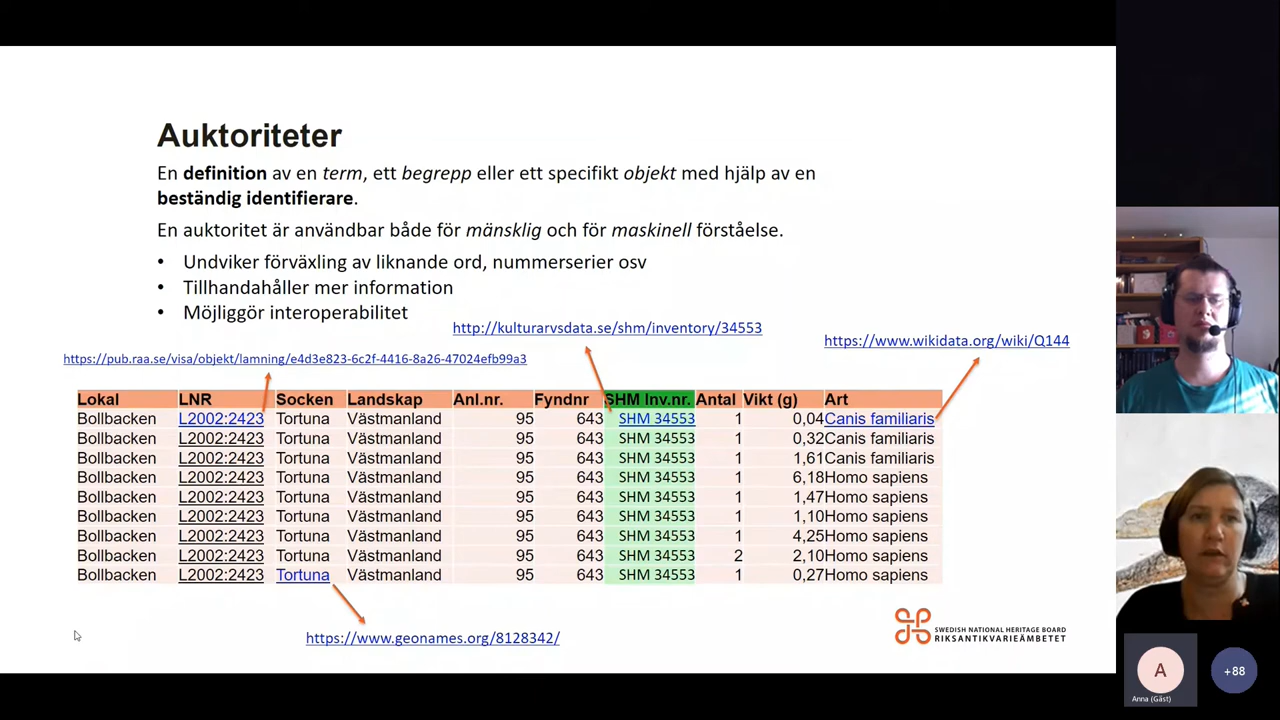 Auktoriteter
En definition av en term, ett begrepp eller ett specifikt objekt med hjälp av en
beständig identifierare.
En auktoritet är användbar både för mänsklig och för maskinell förståelse.
• Undviker förväxling av liknande ord, nummerserier osv
• Tillhandahåller mer information
• Möjliggör interoperabilitet
http://kulturarvsdata.se/shm/inventory/34553
https://www.wikidata.org/wiki/Q144
https://pub.raa.se/visa/objekt/lamning/e4d3e823-6c2f-4416-8a26-47024efb99a3
Lokal LNR Socken Landskap Anl.nr. Fyndnr SHM Inv.nr. Antal Vikt (g) Art
Bollbacken L2002:2423 Tortuna Västmanland 95 643 SHM 34553 1 0,04 Canis familiaris
Bollbacken L2002:2423 Tortuna Västmanland 95 643 SHM 34553 1 0,32 Canis familiaris
Bollbacken L2002:2423 Tortuna Västmanland 95 643 SHM 34553 1 1,61 Canis familiaris
Bollbacken L2002:2423 Tortuna Västmanland 95 643 SHM 34553 1 6,18 Homo sapiens
Bollbacken L2002:2423 Tortuna Västmanland 95 643 SHM 34553 1 1,47 Homo sapiens
Bollbacken L2002:2423 Tortuna Västmanland 95 643 SHM 34553 1 1,10 Homo sapiens
Bollbacken L2002:2423 Tortuna Västmanland 95 643 SHM 34553 1 4,25 Homo sapiens
Bollbacken L2002:2423 Tortuna Västmanland 95 643 SHM 34553 2 2,10 Homo sapiens
Bollbacken L2002:2423 Tortuna Västmanland 95 643 SHM 34553 1 0,27 Homo sapiens
https://www.geonames.org/8128342/
SWEDISH NATIONAL HERITAGE BOARD
RIKSANTIKVARIEÄMBETET
A
Anna (Gäst)
+88